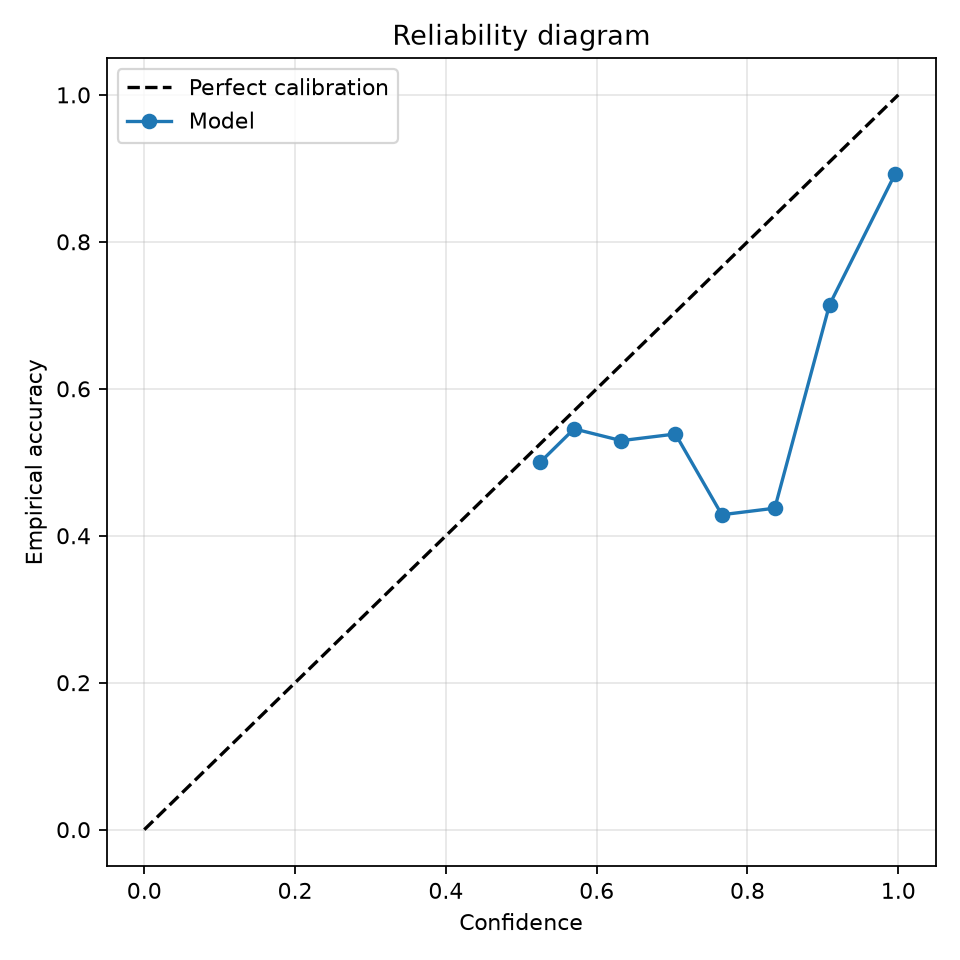 Reliability diagram
Perfect calibration
Model
1.0
0.8
0.6
0.4
0.2
0.0
Empirical accuracy
0.0 0.2 0.4 0.6 0.8 1.0
Confidence